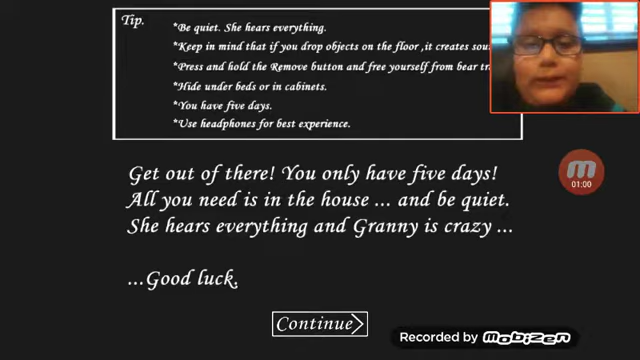 Tip.
*Be quiet. She hears everything.
*Keep in mind that if you drop objects on the floor ,it creates
*Press and hold the Remove button and free yourself from bear
*Hide under beds or in cabinets.
*You have five days.
*Use headphones for best experience.
Get out of there! You only have five days!
All you need is in the house ... and be quiet.
She hears everything and Granny is crazy ...
...Good luck.
Continue
01:00
Recorded by mobizen